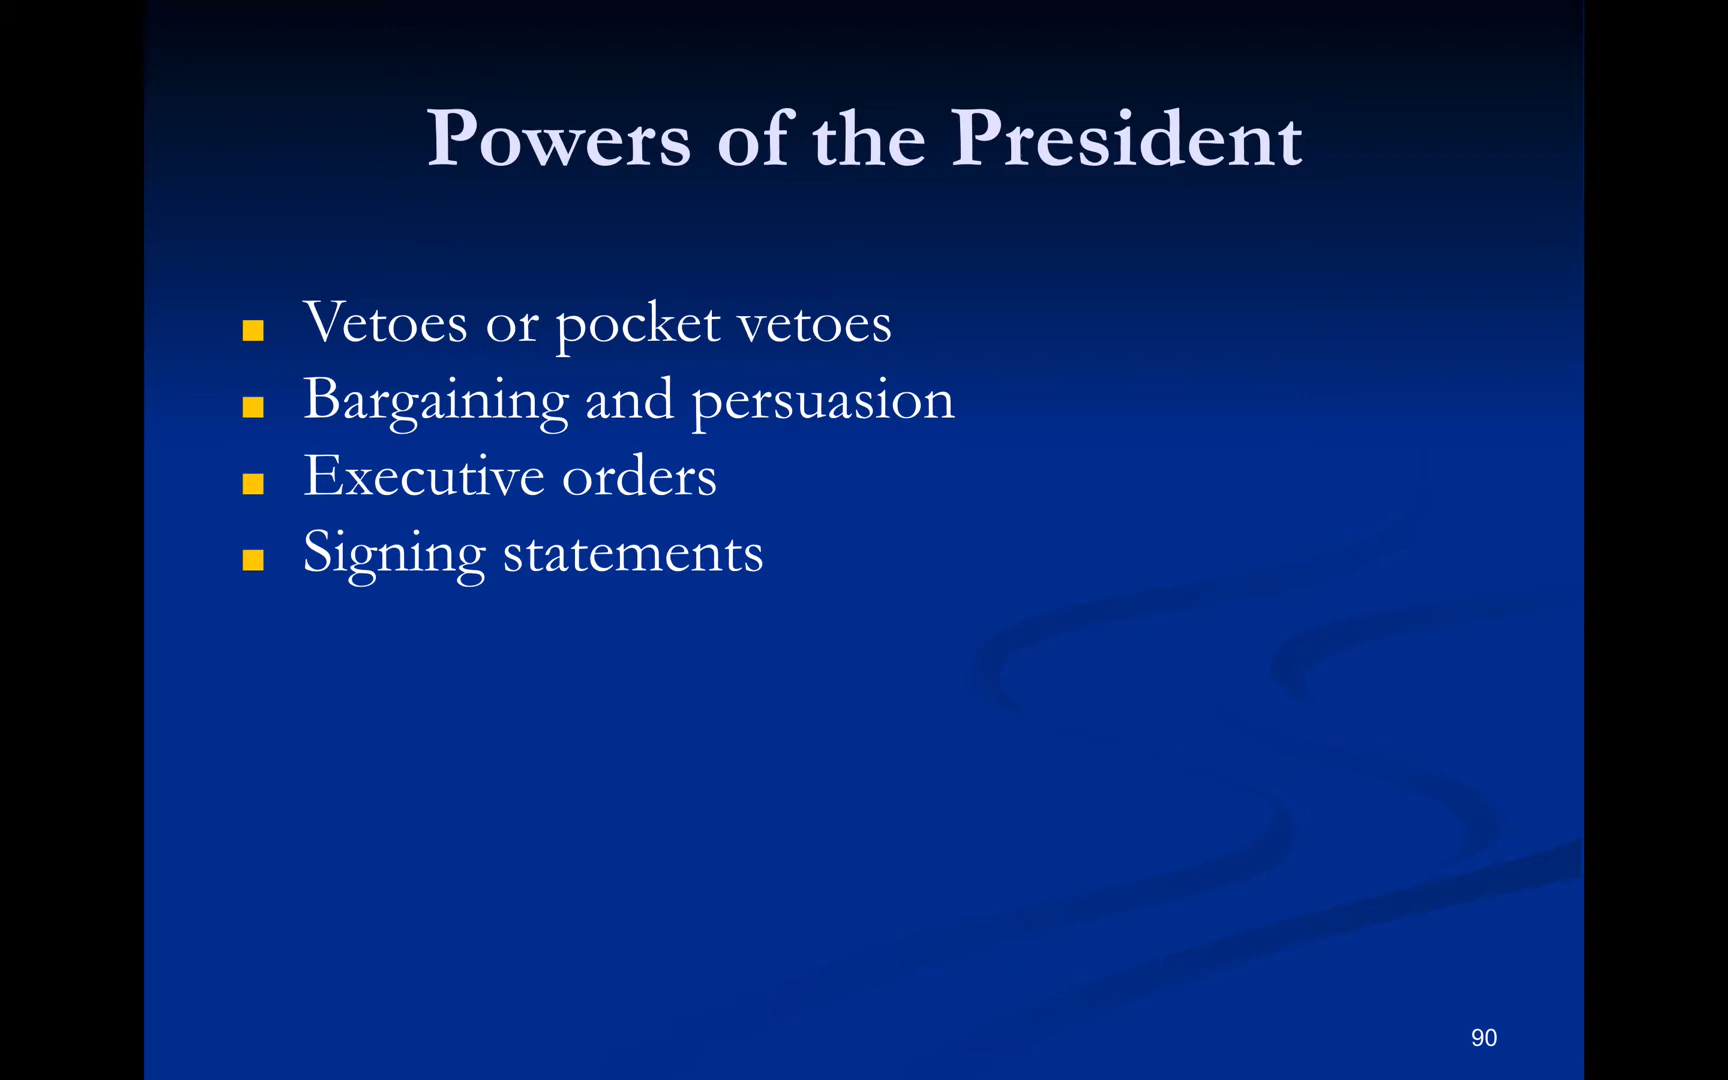 Powers of the President
Vetoes or pocket vetoes
Bargaining and persuasion
Executive orders
Signing statements
90